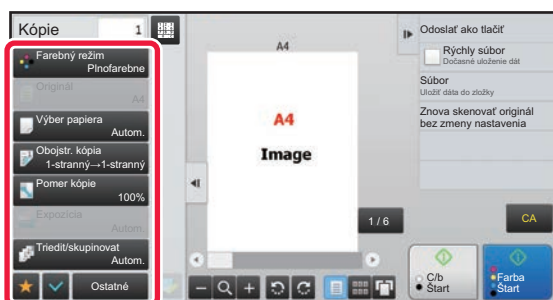 Kópie
1
Farebný režim
Plnofarebne
Originál
A4
Výber papiera
Autom.
Obojstr. kópia
1-stranný→1-stranný
Pomer kópie
100%
Expozícia
Autom.
Triediť/skupinovat
Autom.
Ostatné
A4
A4
Image
1 / 6
Odoslať ako tlačiť
Rýchly súbor
Dočasné uloženie dát
Súbor
Uložiť dáta do zložky
Znova skenovať originál
bez zmeny nastavenia
CA
C/b
Štart
Farba
Štart